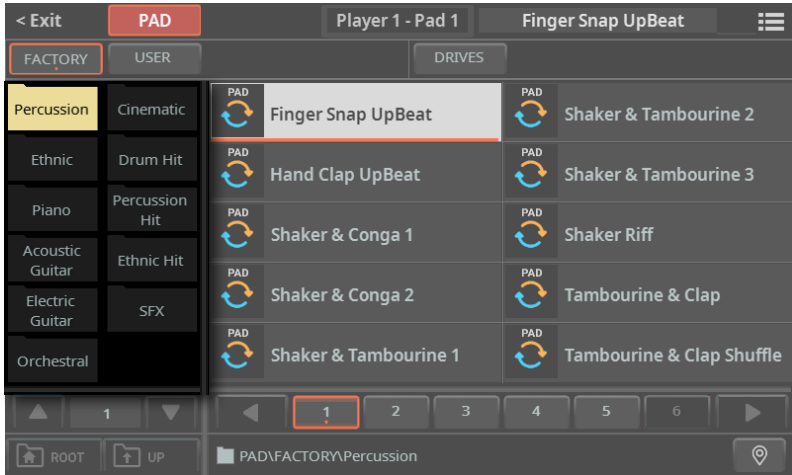 < Exit
PAD
Player 1 - Pad 1
Finger Snap UpBeat
FACTORY
USER
DRIVES
Percussion
Cinematic
Ethnic
Drum Hit
Piano
Percussion
Hit
Acoustic
Guitar
Ethnic Hit
Electric
Guitar
SFX
Orchestral
PAD
Finger Snap UpBeat
PAD
Shaker & Tambourine 2
PAD
Hand Clap UpBeat
PAD
Shaker & Tambourine 3
PAD
Shaker & Conga 1
PAD
Shaker Riff
PAD
Shaker & Conga 2
PAD
Tambourine & Clap
PAD
Shaker & Tambourine 1
PAD
Tambourine & Clap Shuffle
1
1
2
3
4
5
6
ROOT
UP
PAD\FACTORY\Percussion